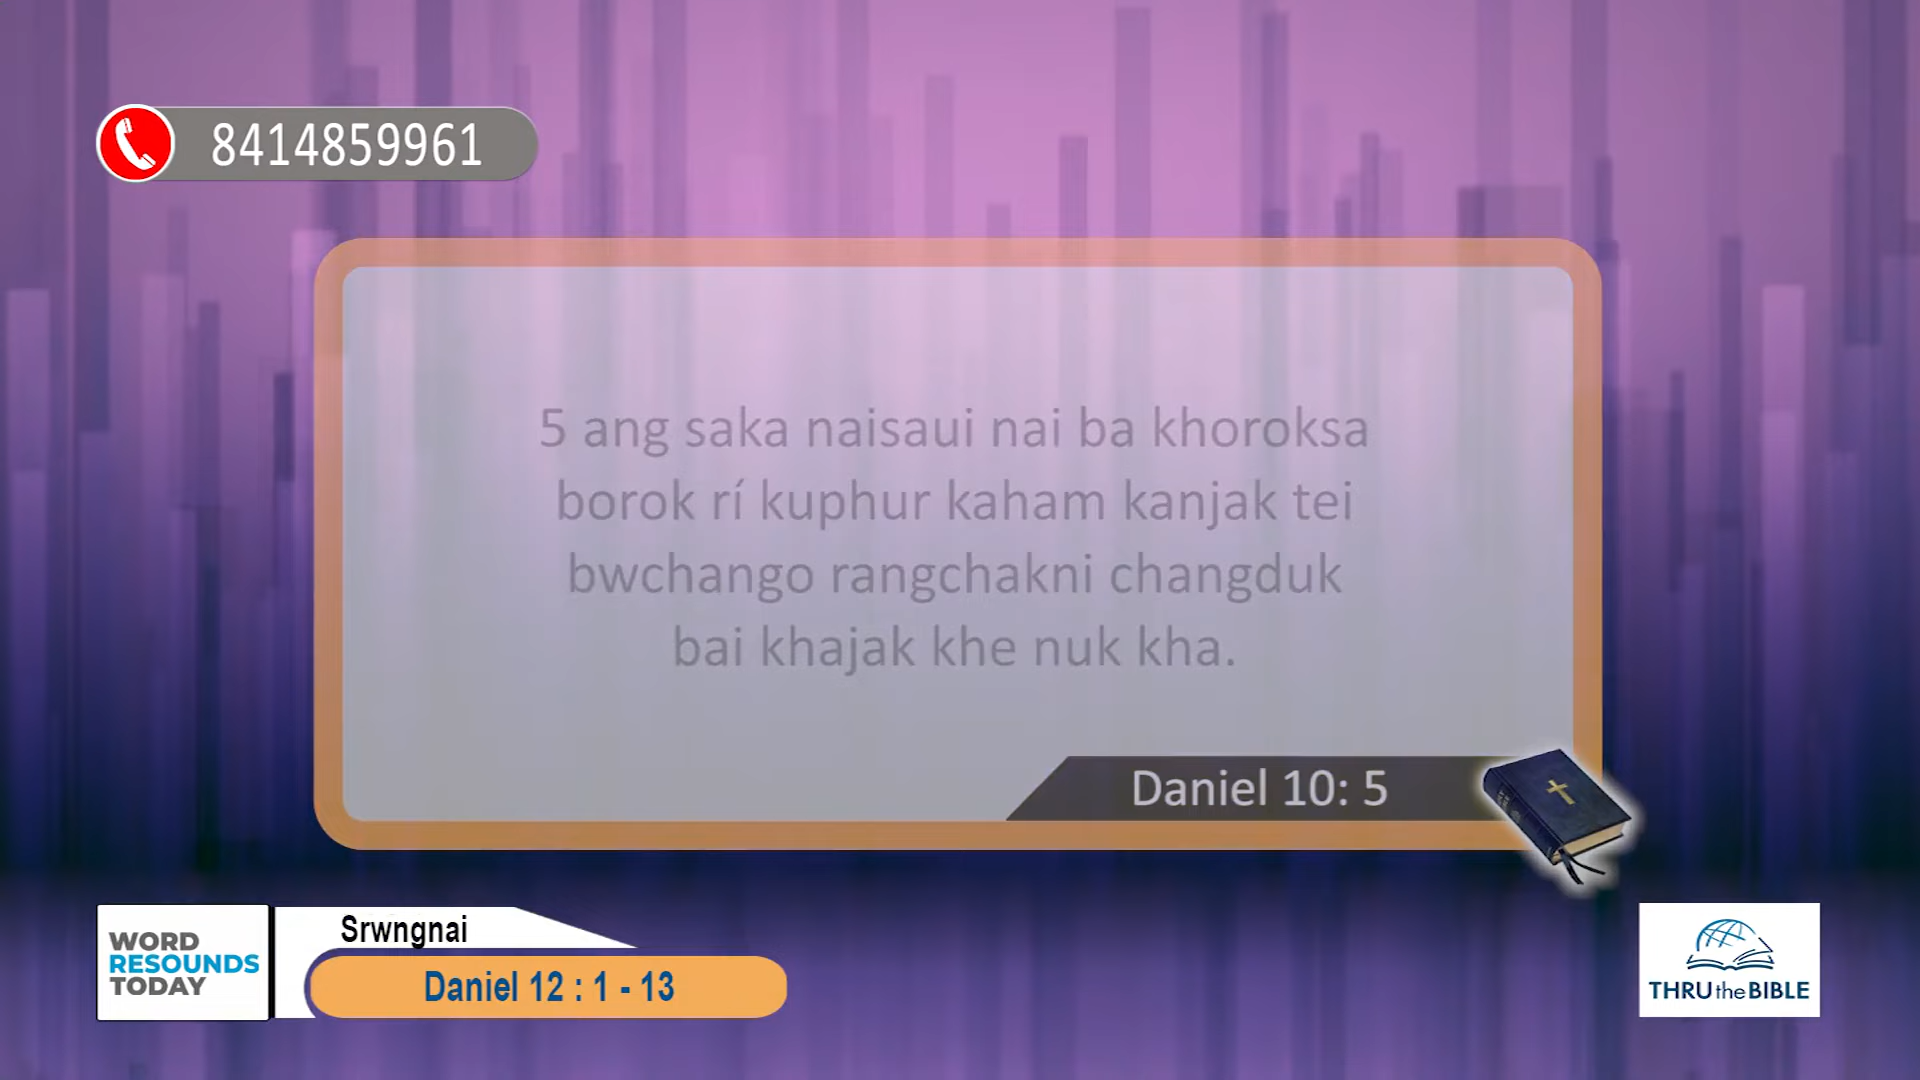 8414859961
5 ang saka naisaui nai ba khoroksa
borok rí kuphur kaham kanjak tei
bwchango rangchakni changduk
bai khajak khe nuk kha.
Daniel 10: 5
WORD
RESOUNDS
TODAY
Srwngnai
Daniel 12 : 1 - 13
THRU the BIBLE